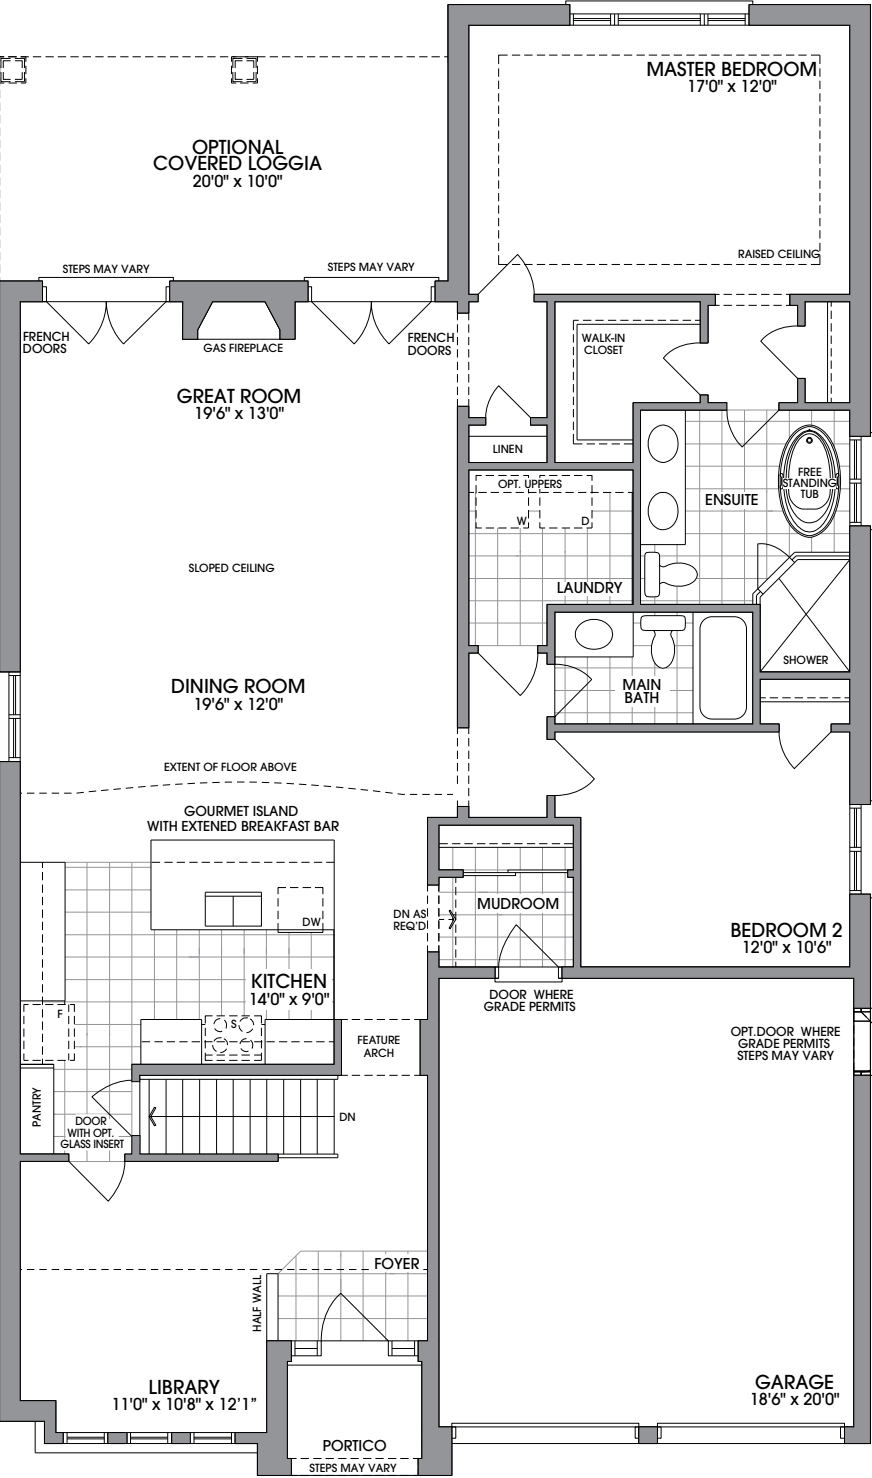 MASTER BEDROOM
17'0" x 12'0"
RAISED CEILING
OPTIONAL
COVERED LOGGIA
20'0" x 10'0"
STEPS MAY VARY
STEPS MAY VARY
FRENCH
DOORS
GAS FIREPLACE
FRENCH
DOORS
WALK-IN
CLOSET
GREAT ROOM
19'6" x 13'0"
LINEN
OPT. UPPERS
W
D
LAUNDRY
ENSUITE
FREE
STANDING
TUB
SHOWER
SLOPED CEILING
DINING ROOM
19'6" x 12'0"
MAIN
BATH
EXTENT OF FLOOR ABOVE
GOURMET ISLAND
WITH EXTENED BREAKFAST BAR
DW
DN AS
REQ'D
MUDROOM
BEDROOM 2
12'0" x 10'6"
KITCHEN
14'0" x 9'0"
F
S
DOOR WHERE
GRADE PERMITS
FEATURE
ARCH
OPT.DOOR WHERE
GRADE PERMITS
STEPS MAY VARY
PANTRY
DOOR
WITH OPT.
GLASS INSERT
DN
FOYER
HALF WALL
LIBRARY
11'0" x 10'8" x 12'1"
GARAGE
18'6" x 20'0"
PORTICO
STEPS MAY VARY